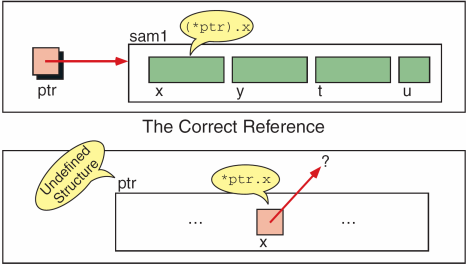 (*ptr).x
sam1
ptr
x y t u
The Correct Reference
Undefined
Structure
ptr
*ptr.x
?
... ...
x